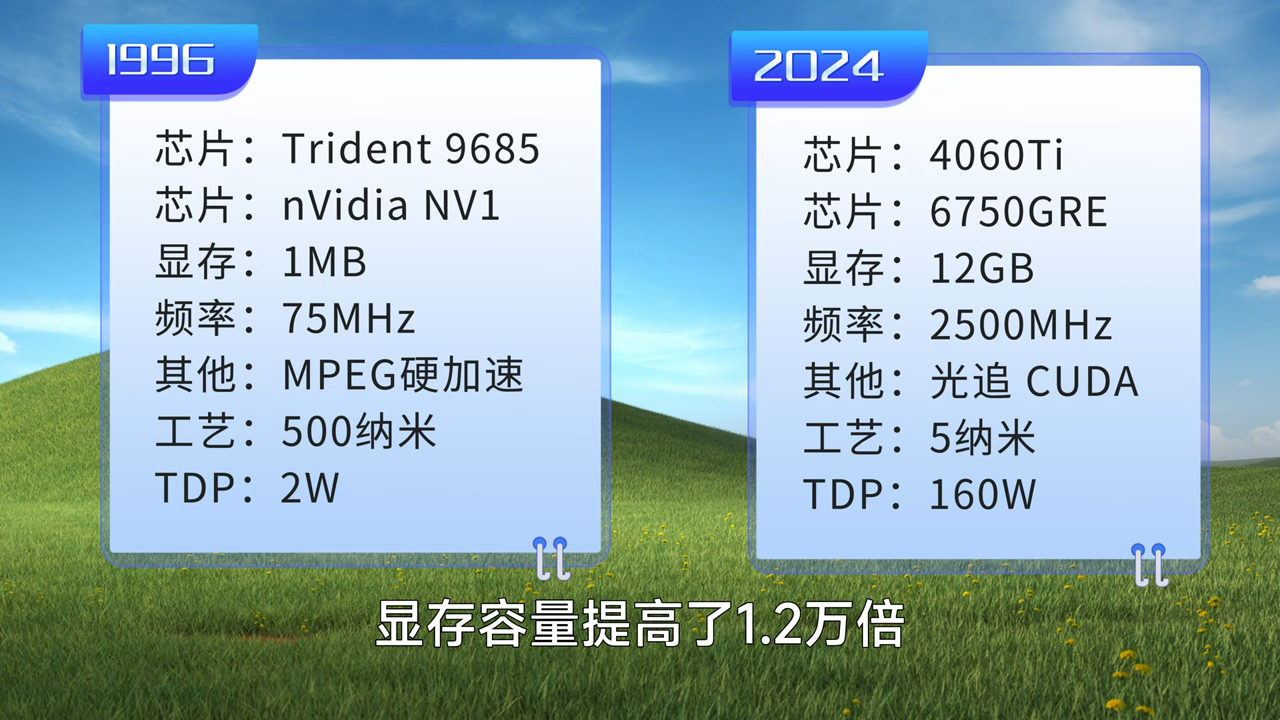 1996
芯片：Trident 9685
芯片：nVidia NV1
显存：1MB
频率：75MHz
其他：MPEG硬加速
工艺：500纳米
TDP：2W
2024
芯片：4060Ti
芯片：6750GRE
显存：12GB
频率：2500MHz
其他：光追 CUDA
工艺：5纳米
TDP：160W
显存容量提高了1.2万倍